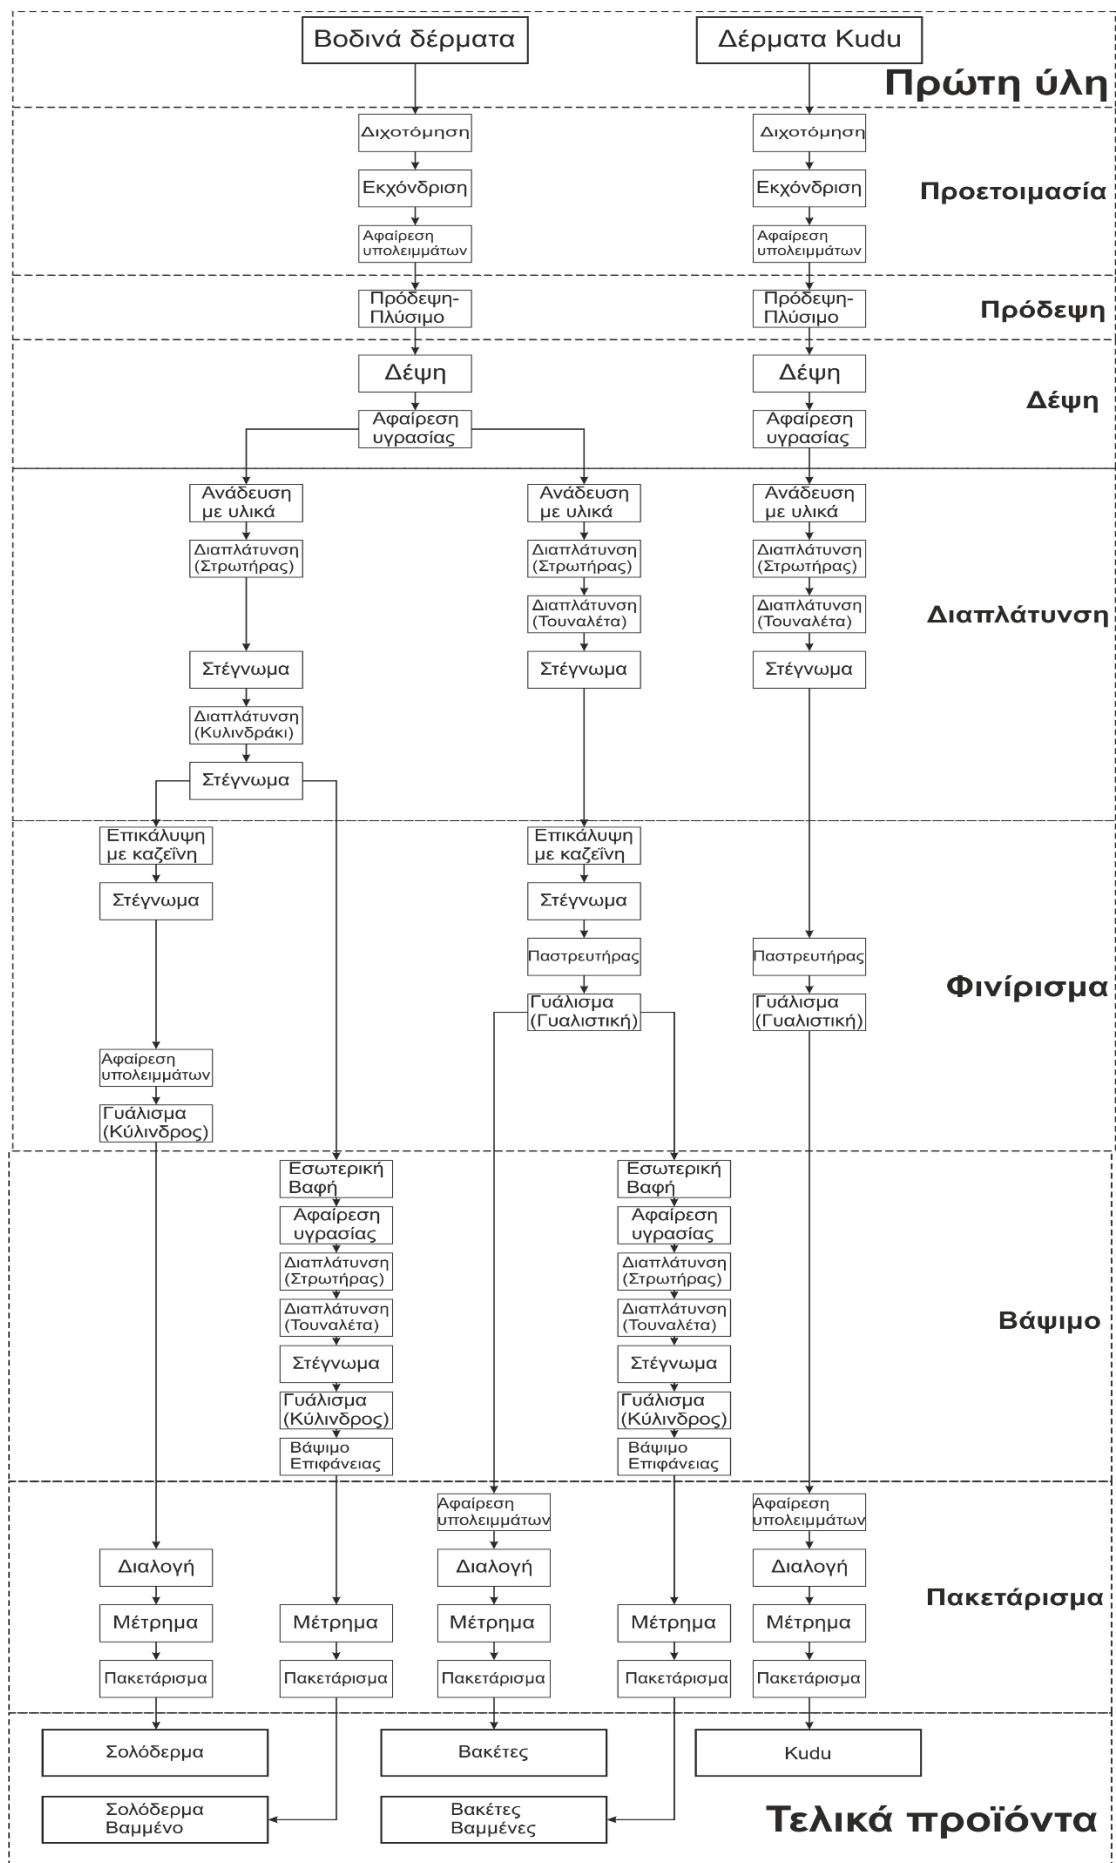 Βοδινά δέρματα
Δέρματα Kudu
Πρώτη ύλη
Διχοτόμηση
Διχοτόμηση
Εκχόνδριση
Εκχόνδριση
Προετοιμασία
Αφαίρεση
υπολειμμάτων
Αφαίρεση
υπολειμμάτων
Πρόδεψη-
Πλύσιμο
Πρόδεψη-
Πλύσιμο
Πρόδεψη
Δέψη
Δέψη
Δέψη
Αφαίρεση
υγρασίας
Αφαίρεση
υγρασίας
Ανάδευση
με υλικά
Ανάδευση
με υλικά
Ανάδευση
με υλικά
Διαπλάτυνση
(Στρωτήρας)
Διαπλάτυνση
(Στρωτήρας)
Διαπλάτυνση
(Στρωτήρας)
Διαπλάτυνση
(Τουναλέτα)
Διαπλάτυνση
(Τουναλέτα)
Διαπλάτυνση
Στέγνωμα
Στέγνωμα
Στέγνωμα
Διαπλάτυνση
(Κυλινδράκι)
Στέγνωμα
Επικάλυψη
με καζεΐνη
Επικάλυψη
με καζεΐνη
Στέγνωμα
Στέγνωμα
Παστρευτήρας
Παστρευτήρας
Φινίρισμα
Γυάλισμα
(Γυαλιστική)
Γυάλισμα
(Γυαλιστική)
Αφαίρεση
υπολειμμάτων
Γυάλισμα
(Κύλινδρος)
Εσωτερική
Βαφή
Εσωτερική
Βαφή
Αφαίρεση
υγρασίας
Αφαίρεση
υγρασίας
Διαπλάτυνση
(Στρωτήρας)
Διαπλάτυνση
(Στρωτήρας)
Διαπλάτυνση
(Τουναλέτα)
Διαπλάτυνση
(Τουναλέτα)
Βάψιμο
Στέγνωμα
Στέγνωμα
Γυάλισμα
(Κύλινδρος)
Γυάλισμα
(Κύλινδρος)
Βάψιμο
Επιφάνειας
Βάψιμο
Επιφάνειας
Αφαίρεση
υπολειμμάτων
Αφαίρεση
υπολειμμάτων
Διαλογή
Διαλογή
Διαλογή
Πακετάρισμα
Μέτρημα
Μέτρημα
Μέτρημα
Μέτρημα
Μέτρημα
Πακετάρισμα
Πακετάρισμα
Πακετάρισμα
Πακετάρισμα
Πακετάρισμα
Σολόδερμα
Βακέτες
Kudu
Σολόδερμα
Βαμμένο
Βακέτες
Βαμμένες
Τελικά προϊόντα